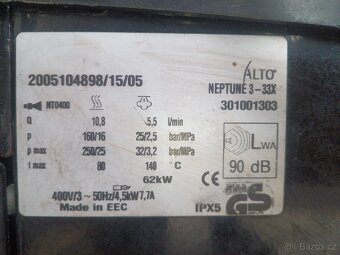 2005104898/15/05
ALTO
NEPTUNE 3-33X
301001303
NT0400
Q 10,8 5,5 l/min
p 160/16 25/2,5 bar/MPa
p max 250/25 32/3,2 bar/MPa
t max 80 140 °C
62kW
400V/3 ~ 50Hz/4,5kW 7,7A
Made in EEC
LWA
90 dB
CE
IPX5
GS
bazos.cz